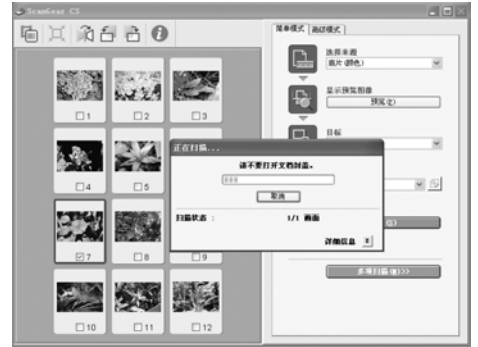 ScanGear CS
简单模式
高级模式
选择来源
底片 (颜色)
显示预览图像
预览(P)
目标
1
2
3
正在扫描...
请不要打开文档封盖。
取消
扫描状态 :
1/1 画面
详细信息
4
5
7
8
9
(S)
多项扫描(M)>>
10
11
12